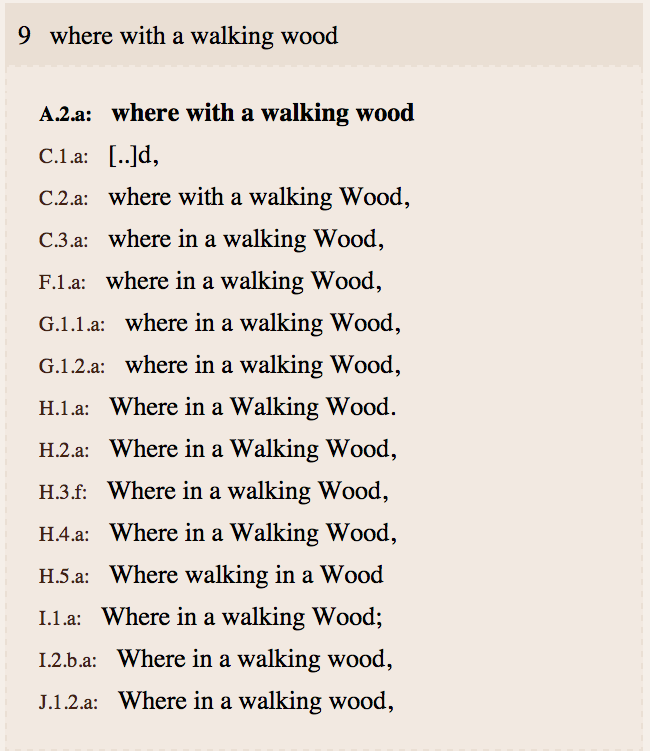 9 where with a walking wood
A.2.a: where with a walking wood
C.1.a: [..]d,
C.2.a: where with a walking Wood,
C.3.a: where in a walking Wood,
F.1.a: where in a walking Wood,
G.1.1.a: where in a walking Wood,
G.1.2.a: where in a walking Wood,
H.1.a: Where in a Walking Wood.
H.2.a: Where in a Walking Wood,
H.3.f: Where in a walking Wood,
H.4.a: Where in a Walking Wood,
H.5.a: Where walking in a Wood
I.1.a: Where in a walking Wood;
I.2.b.a: Where in a walking wood,
J.1.2.a: Where in a walking wood,